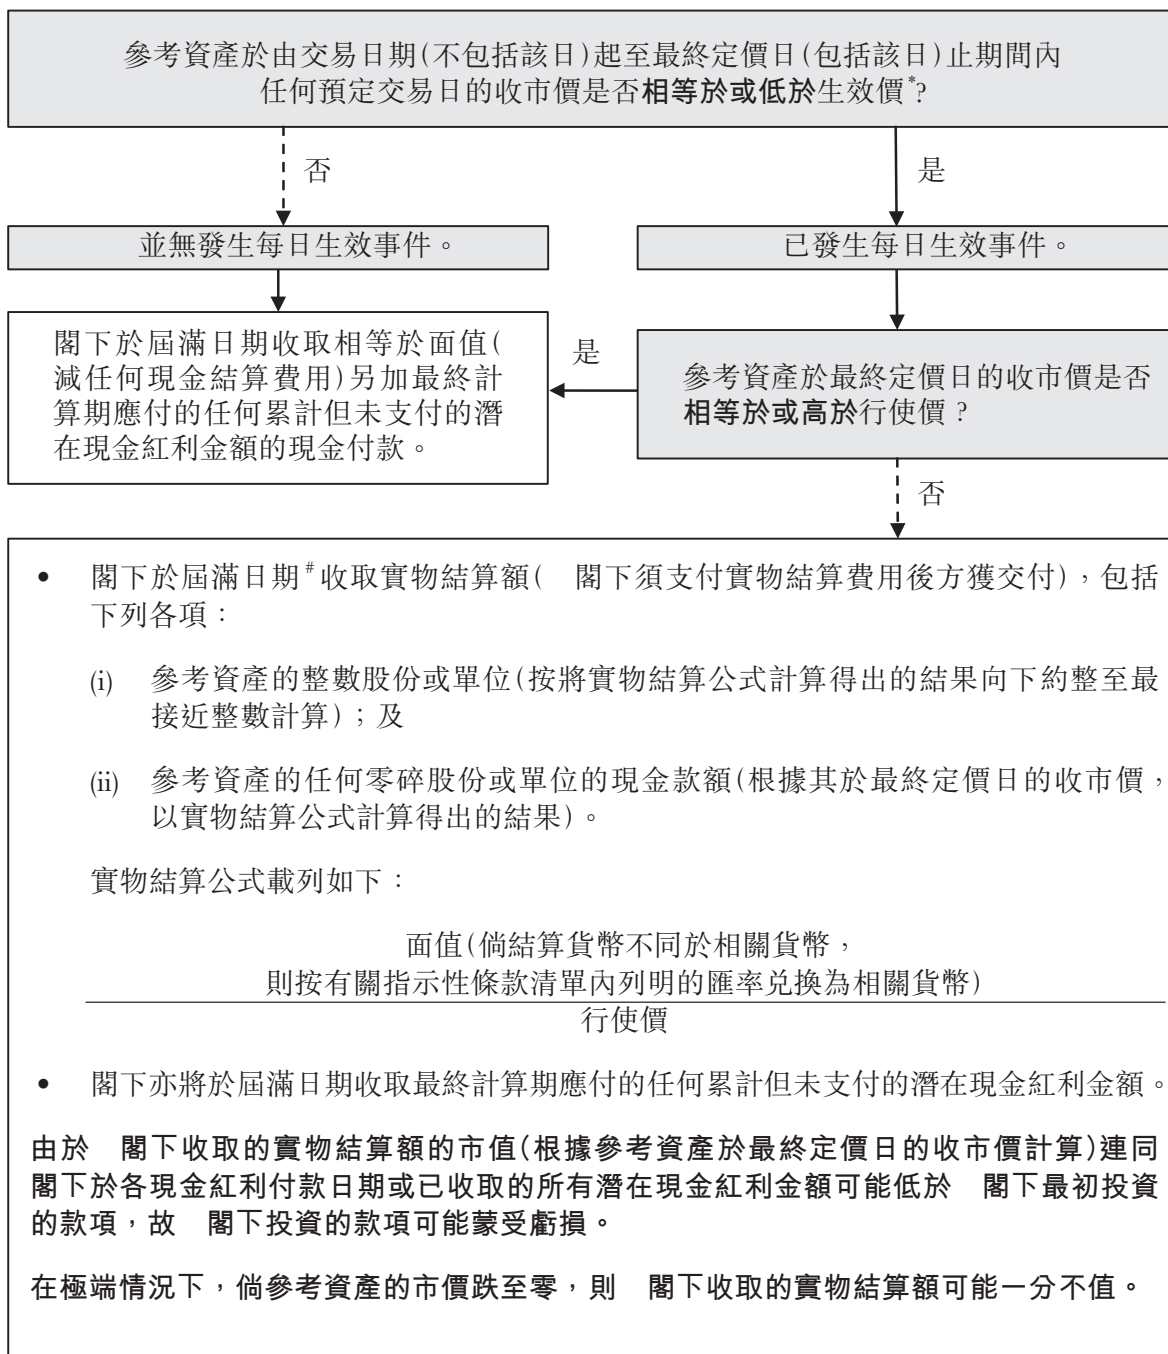 參考資產於由交易日期(不包括該日)起至最終定價日(包括該日)止期間內
任何預定交易日的收市價是否相等於或低於生效價*?
否
是
並無發生每日生效事件。
已發生每日生效事件。
閣下於屆滿日期收取相等於面值(
減任何現金結算費用)另加最終計
算期應付的任何累計但未支付的潛
在現金紅利金額的現金付款。
是
參考資產於最終定價日的收市價是否
相等於或高於行使價?
否
• 閣下於屆滿日期#收取實物結算額( 閣下須支付實物結算費用後方獲交付),包括
下列各項:
(i) 參考資產的整數股份或單位(按將實物結算公式計算得出的結果向下約整至最
接近整數計算);及
(ii) 參考資產的任何零碎股份或單位的現金款額(根據其於最終定價日的收市價,
以實物結算公式計算得出的結果)。
實物結算公式載列如下:
面值(倘結算貨幣不同於相關貨幣,
則按有關指示性條款清單內列明的匯率兌換為相關貨幣)
行使價
• 閣下亦將於屆滿日期收取最終計算期應付的任何累計但未支付的潛在現金紅利金額。
由於 閣下收取的實物結算額的市值(根據參考資產於最終定價日的收市價計算)連同
閣下於各現金紅利付款日期或已收取的所有潛在現金紅利金額可能低於 閣下最初投資
的款項,故 閣下投資的款項可能蒙受虧損。
在極端情況下,倘參考資產的市價跌至零,則 閣下收取的實物結算額可能一分不值。